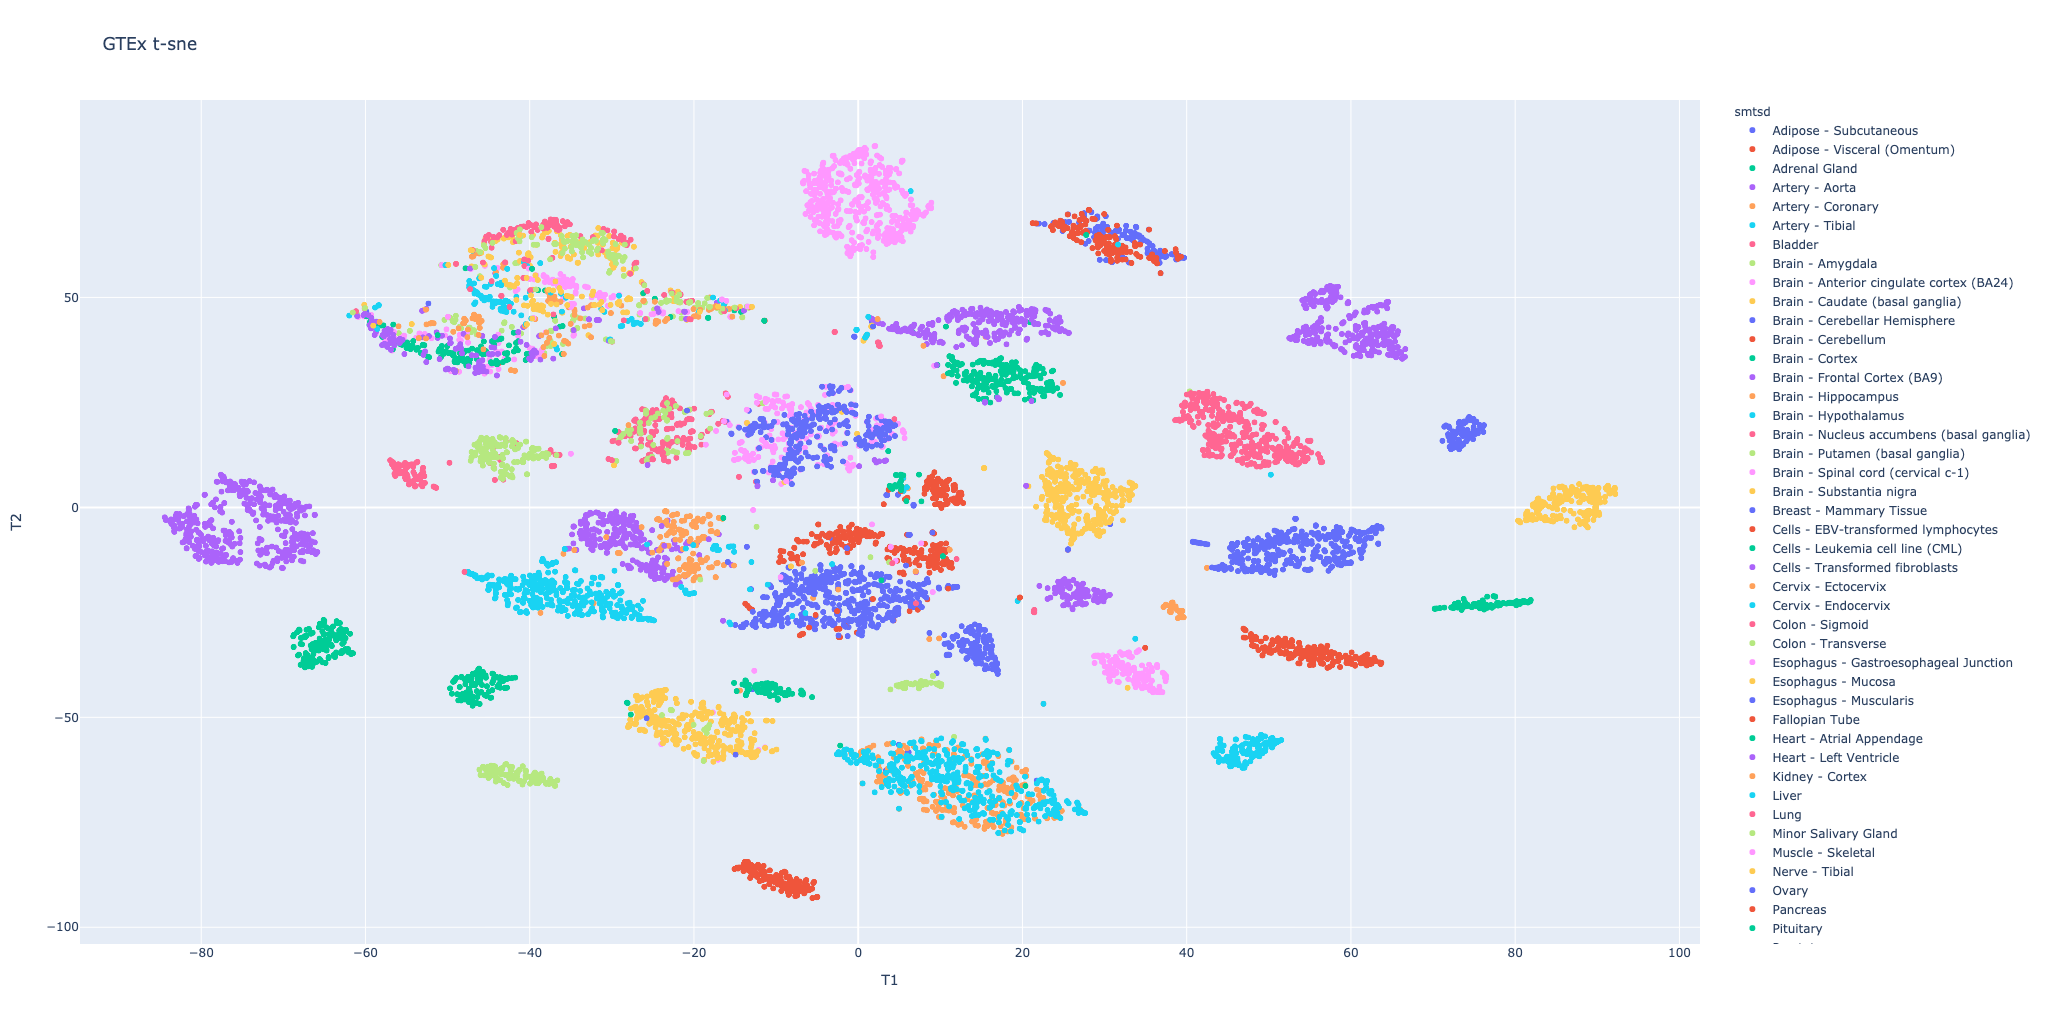 GTEx t-sne
smtsd
Adipose - Subcutaneous
Adipose - Visceral (Omentum)
Adrenal Gland
Artery - Aorta
Artery - Coronary
Artery - Tibial
Bladder
Brain - Amygdala
Brain - Anterior cingulate cortex (BA24)
Brain - Caudate (basal ganglia)
Brain - Cerebellar Hemisphere
Brain - Cerebellum
Brain - Cortex
Brain - Frontal Cortex (BA9)
Brain - Hippocampus
Brain - Hypothalamus
Brain - Nucleus accumbens (basal ganglia)
Brain - Putamen (basal ganglia)
Brain - Spinal cord (cervical c-1)
Brain - Substantia nigra
Breast - Mammary Tissue
Cells - EBV-transformed lymphocytes
Cells - Leukemia cell line (CML)
Cells - Transformed fibroblasts
Cervix - Ectocervix
Cervix - Endocervix
Colon - Sigmoid
Colon - Transverse
Esophagus - Gastroesophageal Junction
Esophagus - Mucosa
Esophagus - Muscularis
Fallopian Tube
Heart - Atrial Appendage
Heart - Left Ventricle
Kidney - Cortex
Liver
Lung
Minor Salivary Gland
Muscle - Skeletal
Nerve - Tibial
Ovary
Pancreas
Pituitary
50
0
−50
−100
T2
−80 −60 −40 −20 0 20 40 60 80 100
T1